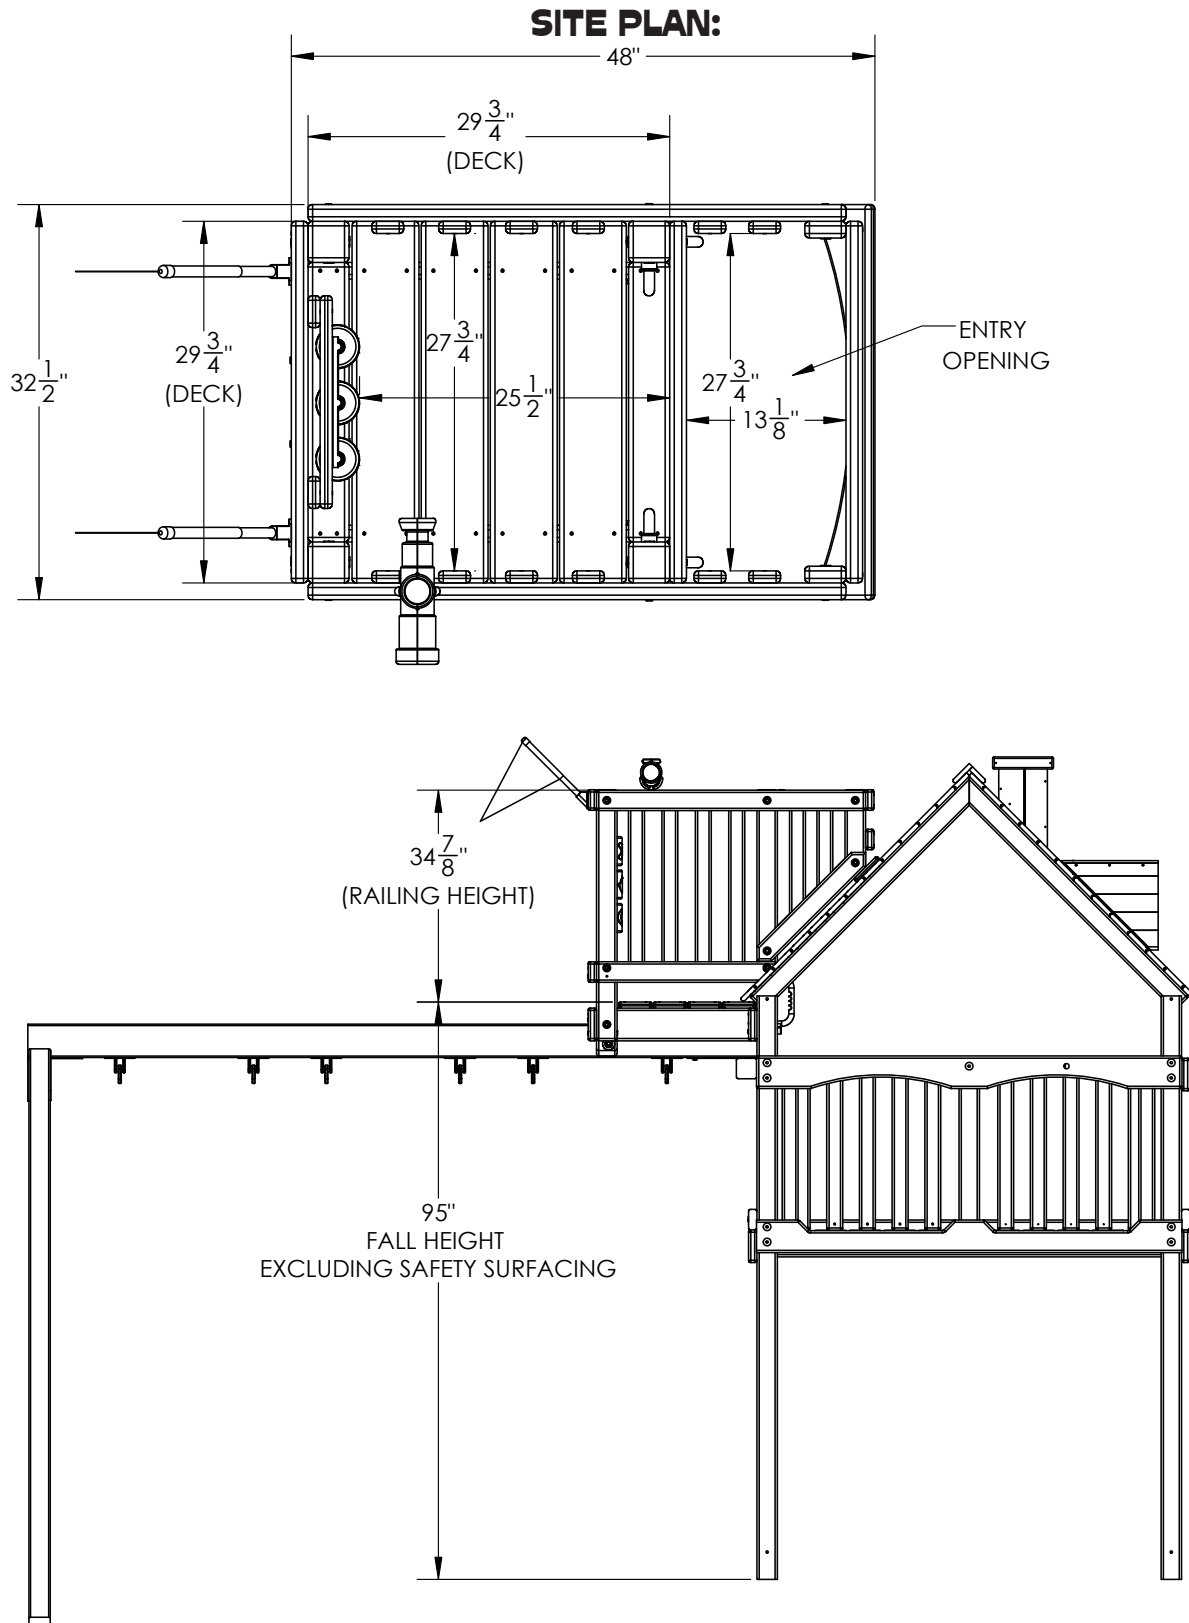 SITE PLAN:
48"
29 3/4"
(DECK)
32 1/2"
29 3/4"
(DECK)
27 3/4"
25 1/2"
27 3/4"
13 1/8"
ENTRY
OPENING
34 7/8"
(RAILING HEIGHT)
95"
FALL HEIGHT
EXCLUDING SAFETY SURFACING